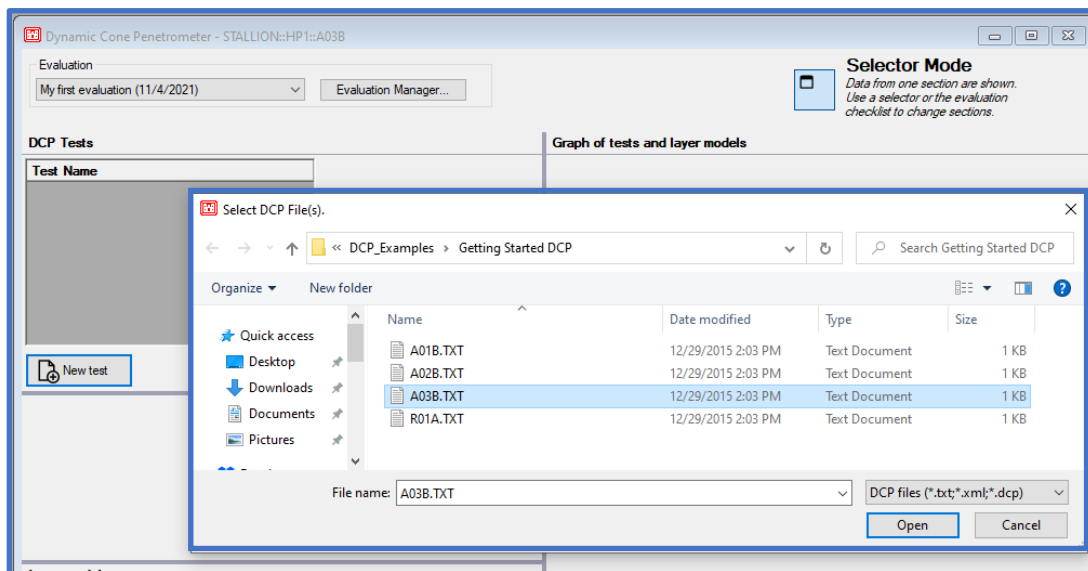 Dynamic Cone Penetrometer - STALLION::HP1::A03B
Evaluation
My first evaluation (11/4/2021)
Evaluation Manager...
Selector Mode
Data from one section are shown.
Use a selector or the evaluation
checklist to change sections.
DCP Tests
Graph of tests and layer models
Test Name
Select DCP File(s).
« DCP_Examples > Getting Started DCP
Search Getting Started DCP
Organize New folder
Name Date modified Type Size
Quick access
Desktop
Downloads
Documents
Pictures
A01B.TXT 12/29/2015 2:03 PM Text Document 1 KB
A02B.TXT 12/29/2015 2:03 PM Text Document 1 KB
A03B.TXT 12/29/2015 2:03 PM Text Document 1 KB
R01A.TXT 12/29/2015 2:03 PM Text Document 1 KB
New test
File name: A03B.TXT DCP files (*.txt;*.xml;*.dcp)
Open Cancel